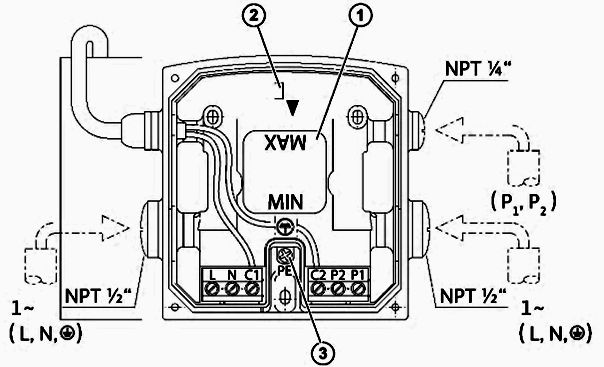 2
1
NPT ¼“
MAX
(P1, P2)
MIN
PE
L N C1
C2 P2 P1
NPT ½“
NPT ½“
1~
1~
(L, N, ⏚)
(L, N, ⏚)
3